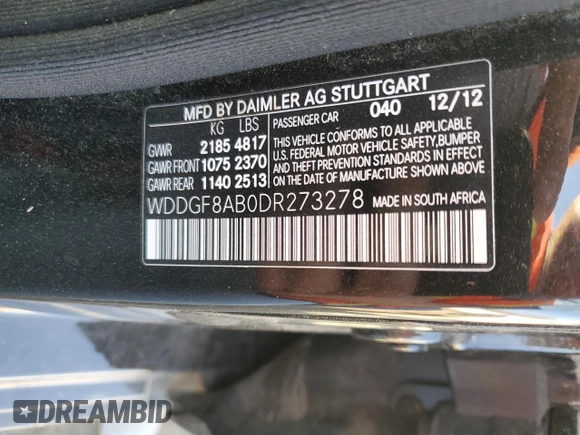 MFD BY DAIMLER AG STUTTGART
KG LBS
GVWR 2185 4817
GAWR FRONT 1075 2370
GAWR REAR 1140 2513
PASSENGER CAR 040 12/12
THIS VEHICLE CONFORMS TO ALL APPLICABLE
U.S. FEDERAL MOTOR VEHICLE SAFETY, BUMPER
AND THEFT PREVENTION STANDARDS IN EFFECT
ON THE DATE OF MANUFACTURE SHOWN ABOVE
WDDGF8AB0DR273278 MADE IN SOUTH AFRICA
DREAMBID